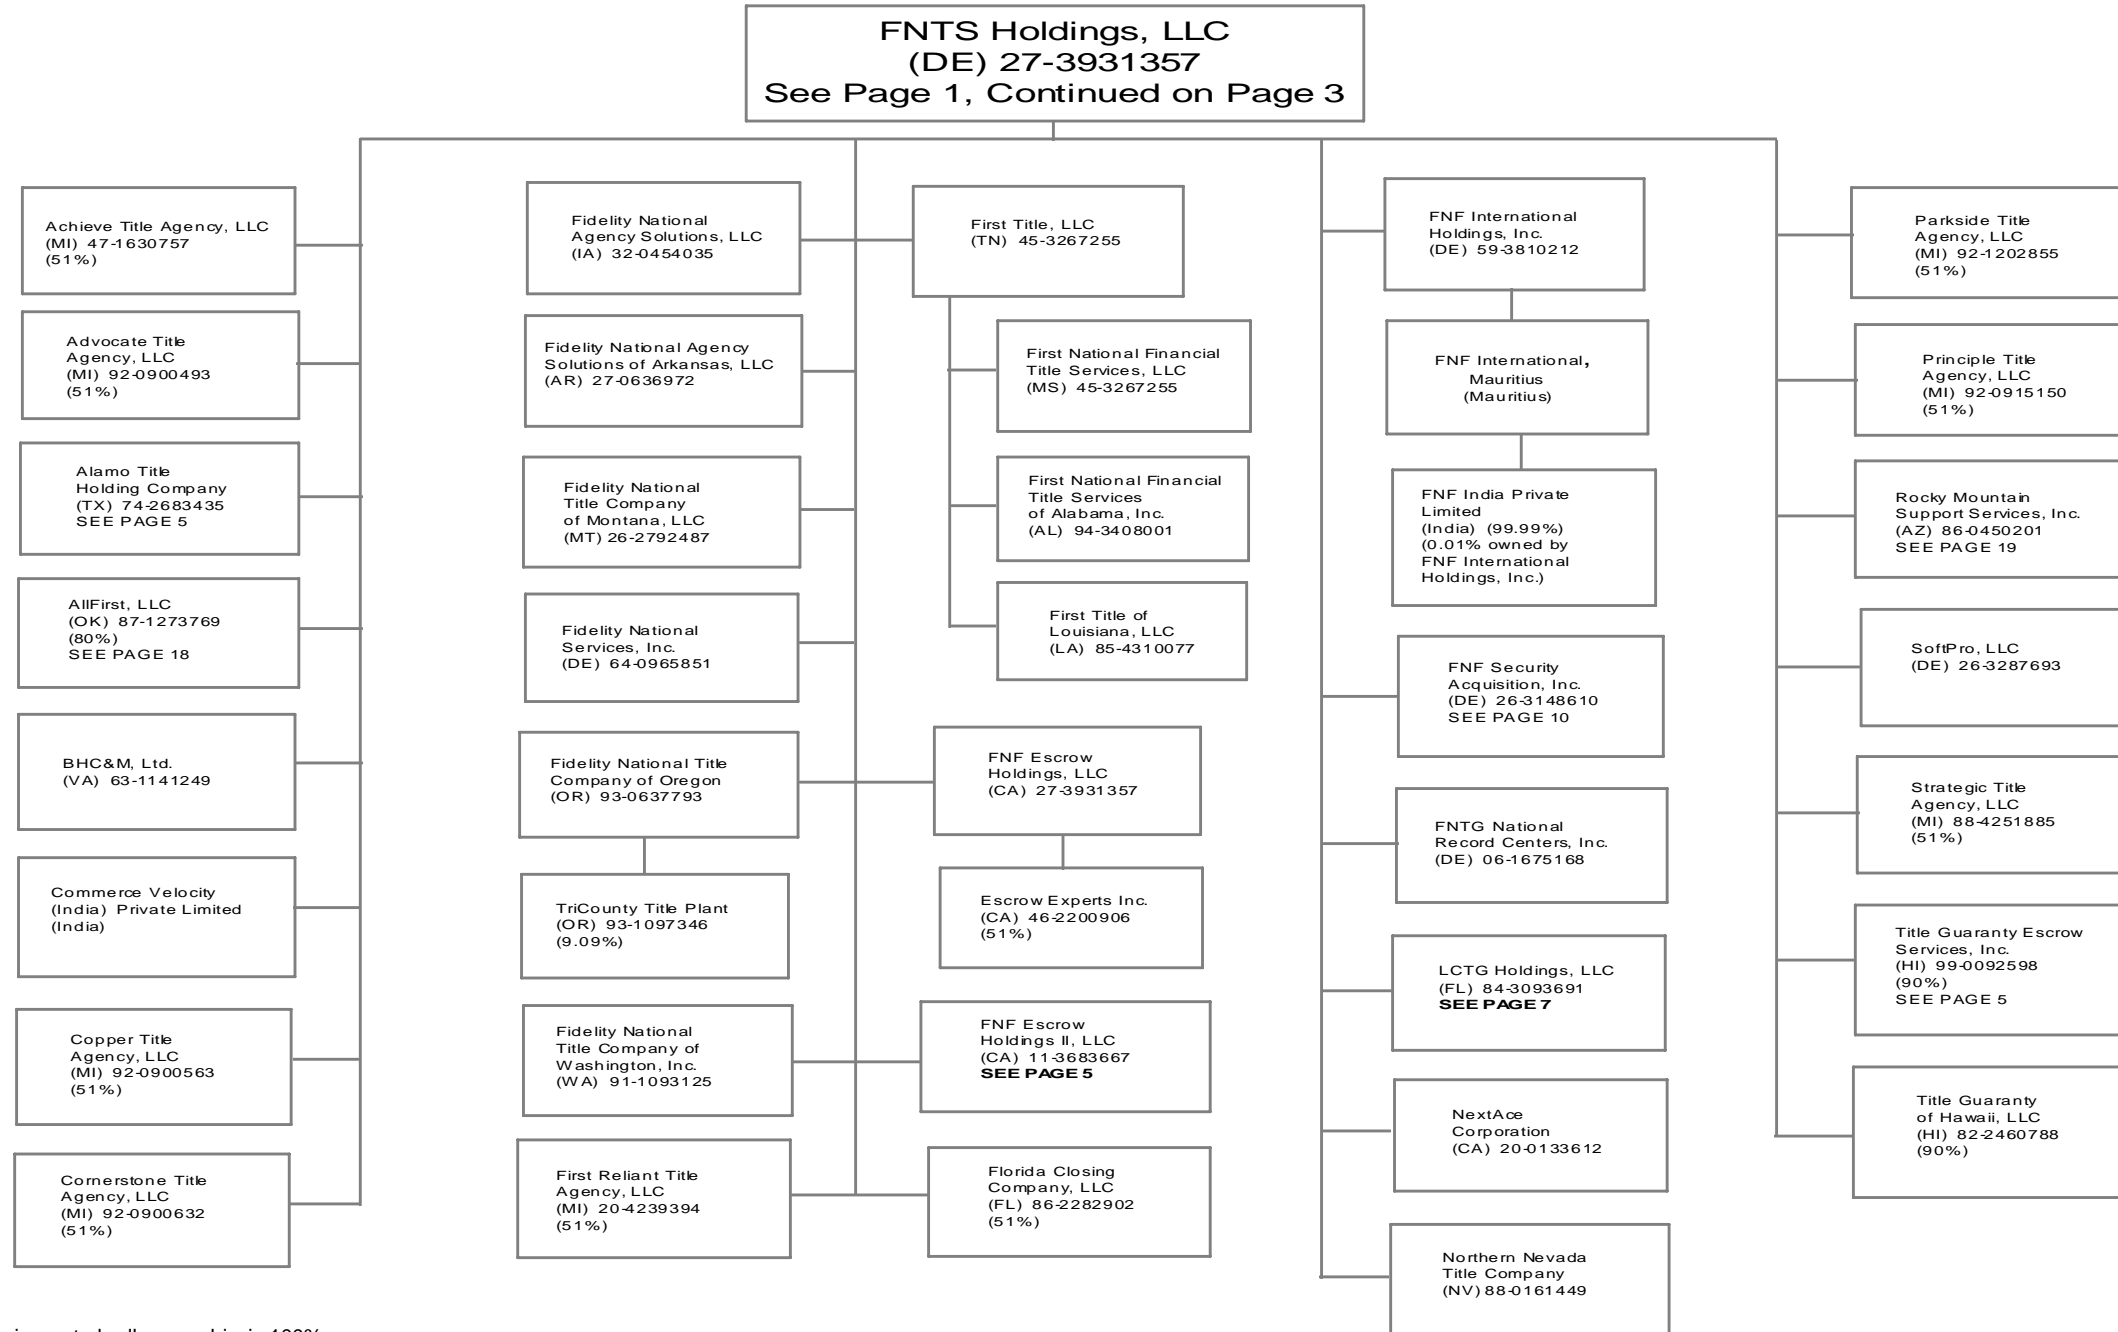 FNTS Holdings, LLC
(DE) 27-3931357
See Page 1, Continued on Page 3
Achieve Title Agency, LLC
(MI) 47-1630757
(51%)
Advocate Title
Agency, LLC
(MI) 92-0900493
(51%)
Alamo Title
Holding Company
(TX) 74-2683435
SEE PAGE 5
AllFirst, LLC
(OK) 87-1273769
(80%)
SEE PAGE 18
BHC&M, Ltd.
(VA) 63-1141249
Commerce Velocity
(India) Private Limited
(India)
Copper Title
Agency, LLC
(MI) 92-0900563
(51%)
Cornerstone Title
Agency, LLC
(MI) 92-0900632
(51%)
Fidelity National
Agency Solutions, LLC
(IA) 32-0454035
Fidelity National Agency
Solutions of Arkansas, LLC
(AR) 27-0636972
Fidelity National
Title Company
of Montana, LLC
(MT) 26-2792487
Fidelity National
Services, Inc.
(DE) 64-0965851
Fidelity National Title
Company of Oregon
(OR) 93-0637793
TriCounty Title Plant
(OR) 93-1097346
(9.09%)
Fidelity National
Title Company of
Washington, Inc.
(WA) 91-1093125
First Reliant Title
Agency, LLC
(MI) 20-4239394
(51%)
First Title, LLC
(TN) 45-3267255
First National Financial
Title Services, LLC
(MS) 45-3267255
First National Financial
Title Services
of Alabama, Inc.
(AL) 94-3408001
First Title of
Louisiana, LLC
(LA) 85-4310077
FNF Escrow
Holdings, LLC
(CA) 27-3931357
Escrow Experts Inc.
(CA) 46-2200906
(51%)
FNF Escrow
Holdings II, LLC
(CA) 11-3683667
SEE PAGE 5
Florida Closing
Company, LLC
(FL) 86-2282902
(51%)
FNF International
Holdings, Inc.
(DE) 59-3810212
FNF International,
Mauritius
(Mauritius)
FNF India Private
Limited
(India) (99.99%)
(0.01% owned by
FNF International
Holdings, Inc.)
FNF Security
Acquisition, Inc.
(DE) 26-3148610
SEE PAGE 10
FNTG National
Record Centers, Inc.
(DE) 06-1675168
LCTG Holdings, LLC
(FL) 84-3093691
SEE PAGE 7
NextAce
Corporation
(CA) 20-0133612
Northern Nevada
Title Company
(NV) 88-0161449
Parkside Title
Agency, LLC
(MI) 92-1202855
(51%)
Principle Title
Agency, LLC
(MI) 92-0915150
(51%)
Rocky Mountain
Support Services, Inc.
(AZ) 86-0450201
SEE PAGE 19
SoftPro, LLC
(DE) 26-3287693
Strategic Title
Agency, LLC
(MI) 88-4251885
(51%)
Title Guaranty Escrow
Services, Inc.
(HI) 99-0092598
(90%)
SEE PAGE 5
Title Guaranty
of Hawaii, LLC
(HI) 82-2460788
(90%)